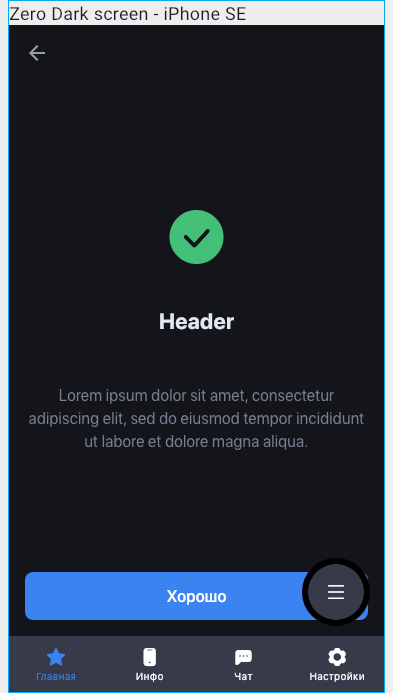 Zero Dark screen - iPhone SE
Header
Lorem ipsum dolor sit amet, consectetur
adipiscing elit, sed do eiusmod tempor incididunt
ut labore et dolore magna aliqua.
Хорошо
Главная
Инфо
Чат
Настройки